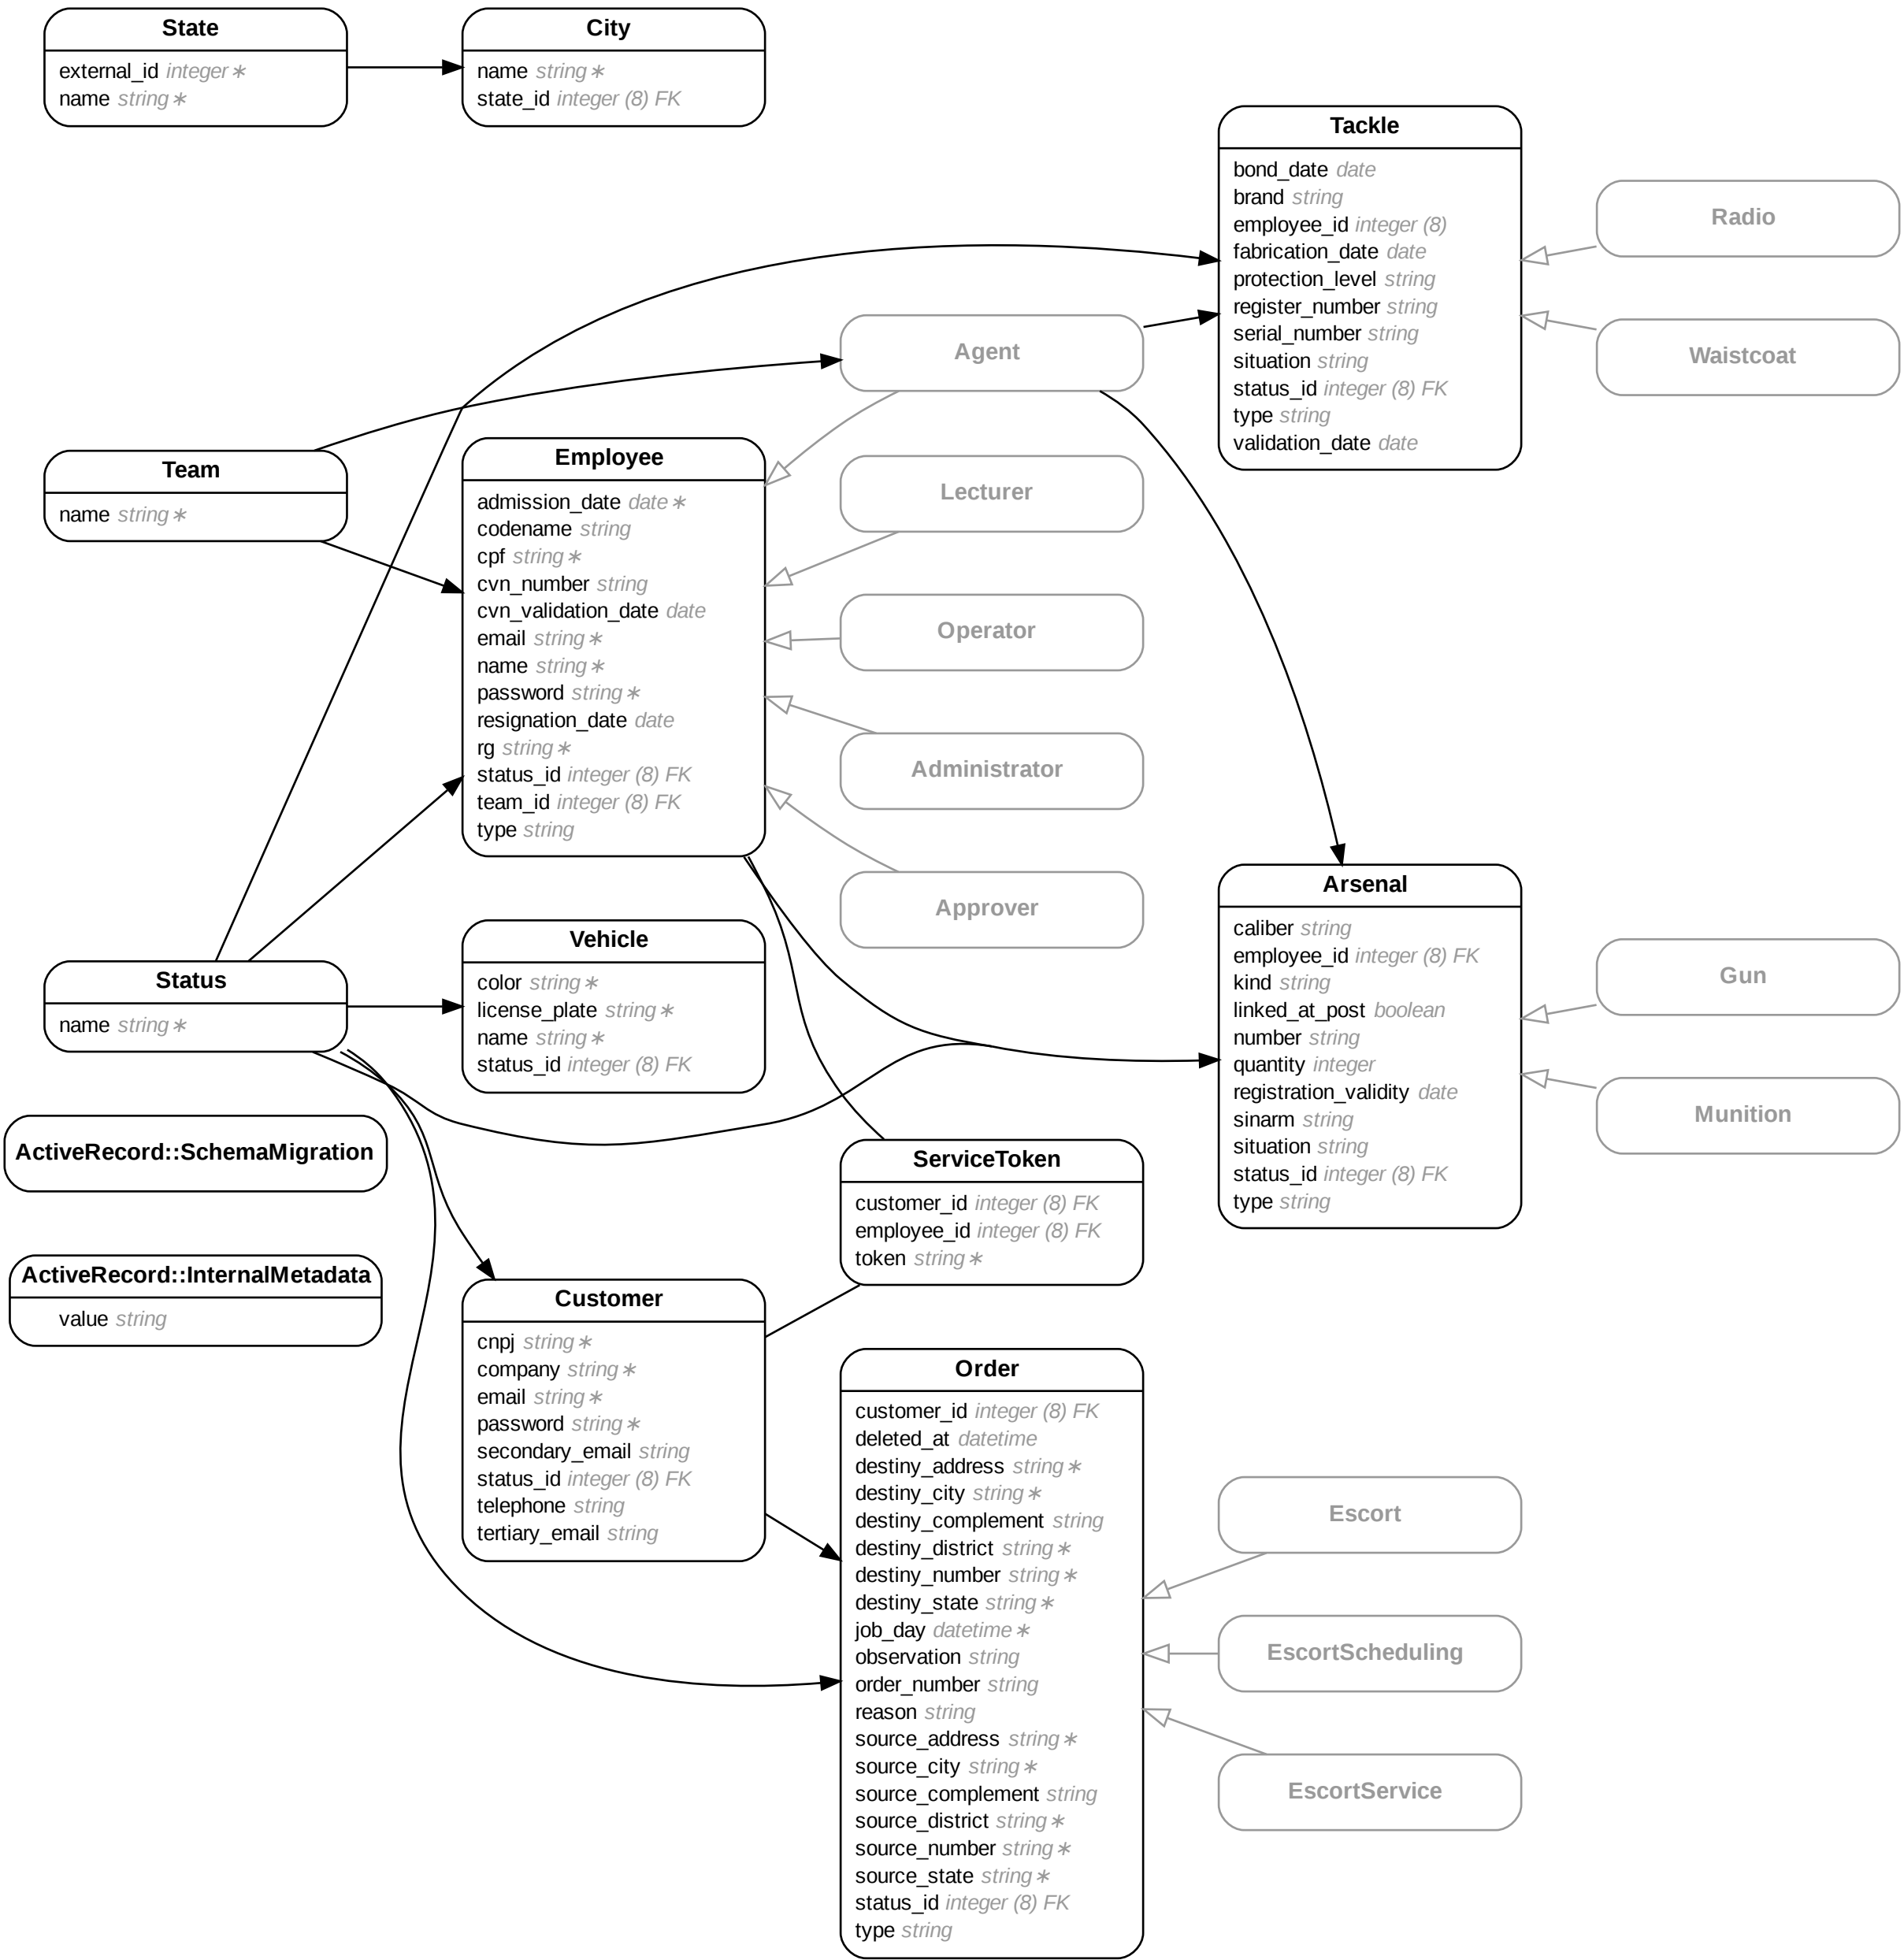 State
external_id integer∗
name string∗
City
name string∗
state_id integer (8) FK
Tackle
bond_date date
brand string
employee_id integer (8)
fabrication_date date
protection_level string
register_number string
serial_number string
situation string
status_id integer (8) FK
type string
validation_date date
Radio
Waistcoat
Agent
Team
name string∗
Employee
admission_date date∗
codename string
cpf string∗
cvn_number string
cvn_validation_date date
email string∗
name string∗
password string∗
resignation_date date
rg string∗
status_id integer (8) FK
team_id integer (8) FK
type string
Lecturer
Operator
Administrator
Approver
Status
name string∗
Vehicle
color string∗
license_plate string∗
name string∗
status_id integer (8) FK
Arsenal
caliber string
employee_id integer (8) FK
kind string
linked_at_post boolean
number string
quantity integer
registration_validity date
sinarm string
situation string
status_id integer (8) FK
type string
Gun
Munition
ActiveRecord::SchemaMigration
ActiveRecord::InternalMetadata
value string
ServiceToken
customer_id integer (8) FK
employee_id integer (8) FK
token string∗
Customer
cnpj string∗
company string∗
email string∗
password string∗
secondary_email string
status_id integer (8) FK
telephone string
tertiary_email string
Order
customer_id integer (8) FK
deleted_at datetime
destiny_address string∗
destiny_city string∗
destiny_complement string
destiny_district string∗
destiny_number string∗
destiny_state string∗
job_day datetime∗
observation string
order_number string
reason string
source_address string∗
source_city string∗
source_complement string
source_district string∗
source_number string∗
source_state string∗
status_id integer (8) FK
type string
Escort
EscortScheduling
EscortService